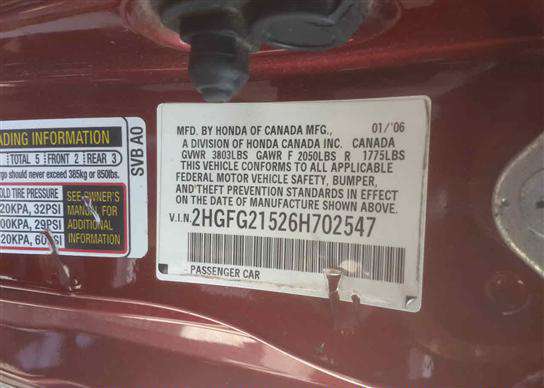 ADING INFORMATION
TOTAL 5 FRONT 2 REAR 3
rgo should never exceed 385kg or 850lbs.
OLD TIRE PRESSURE
20KPA, 32PSI
00KPA, 29PSI
20KPA, 60PSI
SEE OWNER'S
MANUAL FOR
ADDITIONAL
INFORMATION
SVB A0
MFD. BY HONDA OF CANADA MFG., 01/'06
A DIVISION OF HONDA CANADA INC. CANADA
GVWR 3803LBS GAWR F 2050LBS R 1775LBS
THIS VEHICLE CONFORMS TO ALL APPLICABLE
FEDERAL MOTOR VEHICLE SAFETY, BUMPER,
AND THEFT PREVENTION STANDARDS IN EFFECT ON
THE DATE OF MANUFACTURE SHOWN ABOVE.
V.I.N. 2HGFG21526H702547
PASSENGER CAR